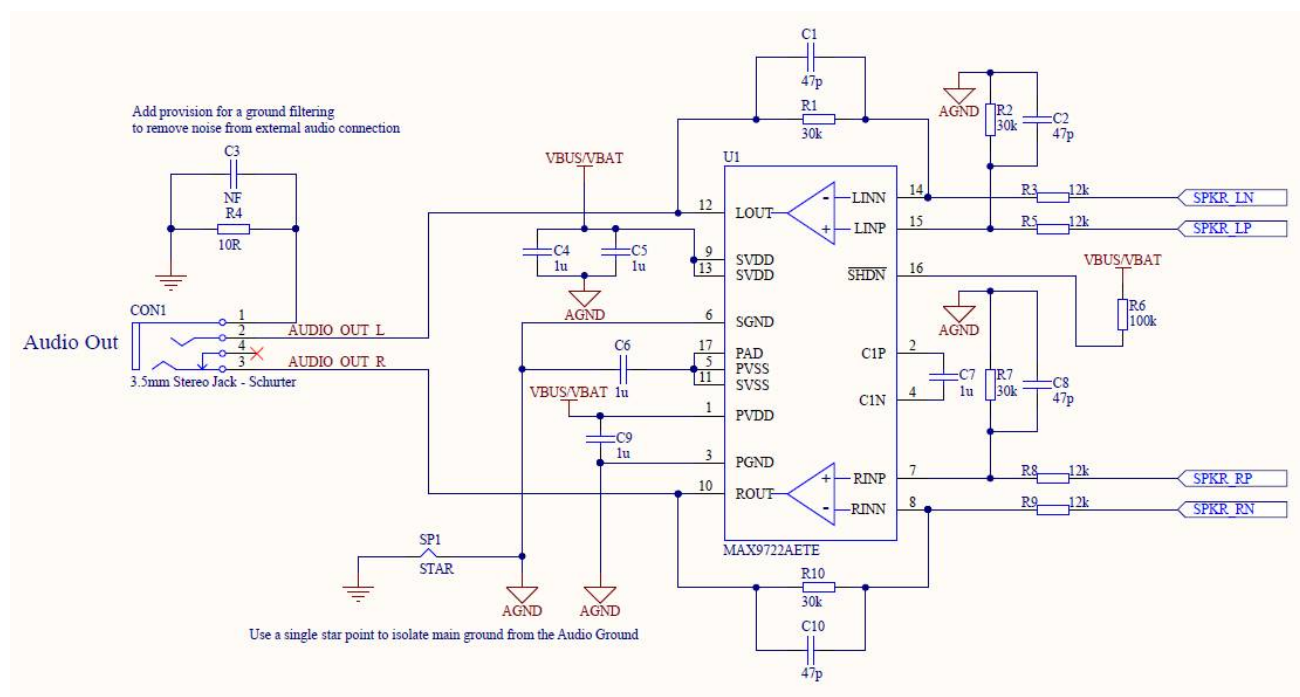 C1
47p
R1
30k
AGND
R2
30k
C2
47p
Add provision for a ground filtering
to remove noise from external audio connection
C3
NF
R4
10R
VBUS/VBAT
C4
1u
C5
1u
AGND
U1
12 LOUT
LINN 14
R3 12k
SPKR_LN
LINP 15
R5 12k
SPKR_LP
9 SVDD
13 SVDD
SHDN 16
VBUS/VBAT
R6
100k
6 SGND
AGND
Audio Out
CON1
1
2 AUDIO OUT L
4
3 AUDIO OUT R
3.5mm Stereo Jack - Schurter
C6
1u
17 PAD
5 PVSS
11 SVSS
C1P 2
C7
1u
C1N 4
R7
30k
C8
47p
VBUS/VBAT
1 PVDD
C9
1u
3 PGND
10 ROUT
RINP 7
R8 12k
SPKR_RP
RINN 8
R9 12k
SPKR_RN
MAX9722AETE
SP1
STAR
AGND
AGND
R10
30k
C10
47p
Use a single star point to isolate main ground from the Audio Ground